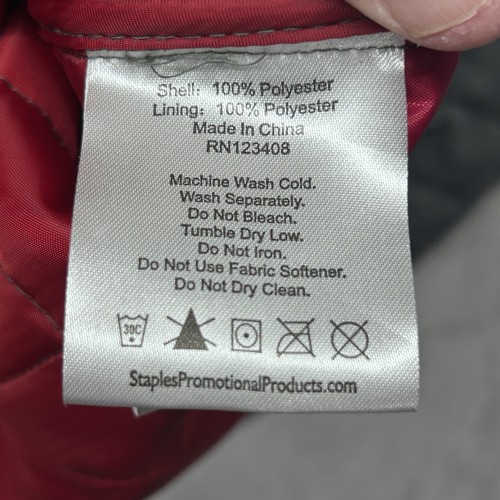 Shell: 100% Polyester
Lining: 100% Polyester
Made In China
RN123408
Machine Wash Cold.
Wash Separately.
Do Not Bleach.
Tumble Dry Low.
Do Not Iron.
Do Not Use Fabric Softener.
Do Not Dry Clean.
30C
StaplesPromotionalProducts.com